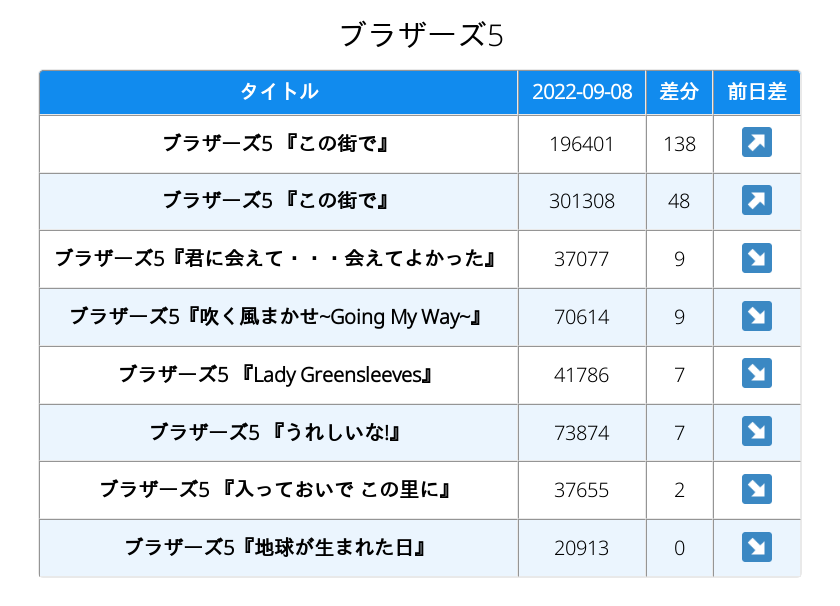 ブラザーズ5
タイトル 2022-09-08 差分 前日差
ブラザーズ5 『この街で』 196401 138 ↗
ブラザーズ5 『この街で』 301308 48 ↗
ブラザーズ5『君に会えて・・・会えてよかった』 37077 9 ↘
ブラザーズ5『吹く風まかせ~Going My Way~』 70614 9 ↘
ブラザーズ5 『Lady Greensleeves』 41786 7 ↘
ブラザーズ5 『うれしいな!』 73874 7 ↘
ブラザーズ5 『入っておいで この里に』 37655 2 ↘
ブラザーズ5『地球が生まれた日』 20913 0 ↘